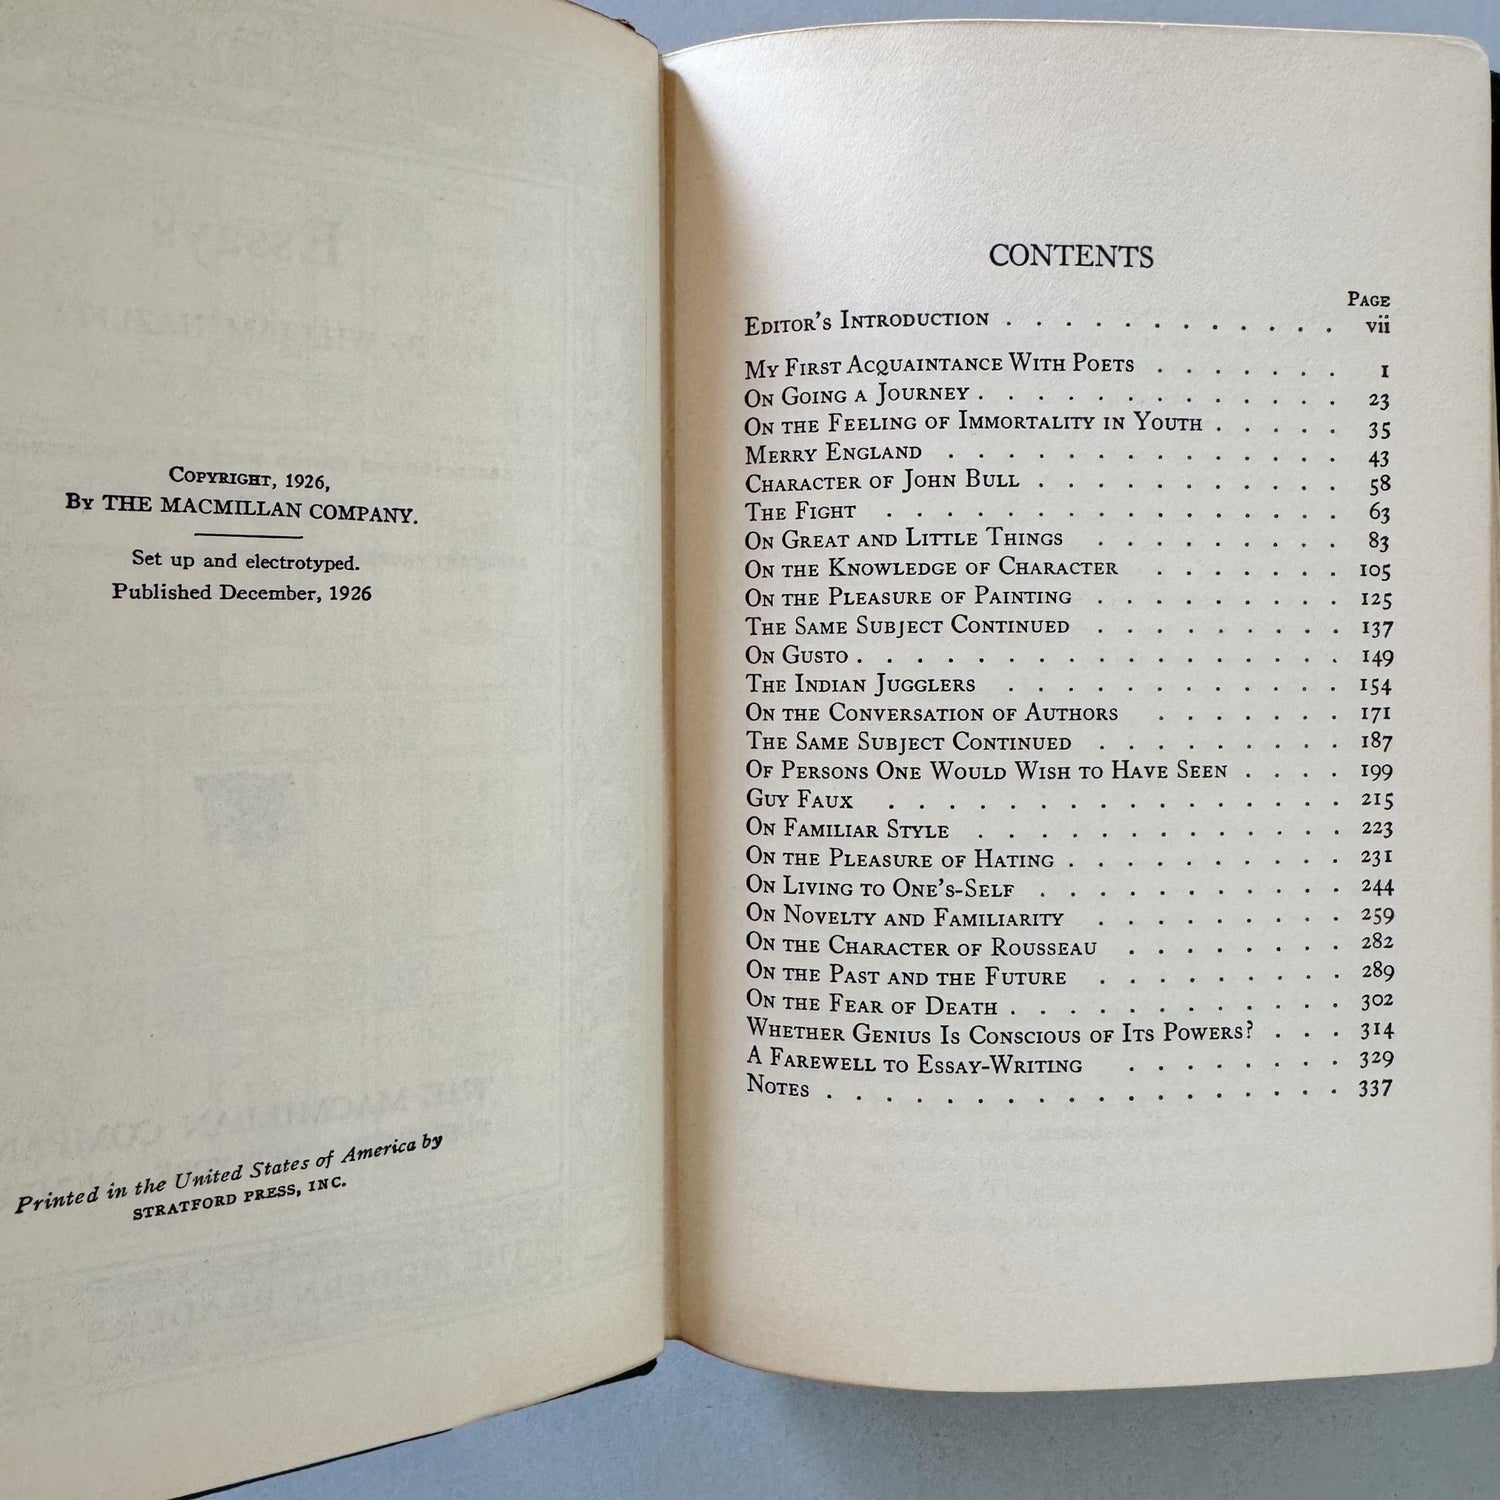 Copyright, 1926,
By THE MACMILLAN COMPANY.
Set up and electrotyped.
Published December, 1926
Printed in the United States of America by
STRATFORD PRESS, INC.
CONTENTS
Page
Editor's Introduction . . . . . . . . . . . . vii
My First Acquaintance With Poets . . . . . . . 1
On Going a Journey . . . . . . . . . . . . . 23
On the Feeling of Immortality in Youth . . . . . 35
Merry England . . . . . . . . . . . . . . 43
Character of John Bull . . . . . . . . . . . 58
The Fight . . . . . . . . . . . . . . . . 63
On Great and Little Things . . . . . . . . . 83
On the Knowledge of Character . . . . . . . 105
On the Pleasure of Painting . . . . . . . . . 125
The Same Subject Continued . . . . . . . . . 137
On Gusto . . . . . . . . . . . . . . . . . 149
The Indian Jugglers . . . . . . . . . . . . 154
On the Conversation of Authors . . . . . . . 171
The Same Subject Continued . . . . . . . . . 187
Of Persons One Would Wish to Have Seen . . . . 199
Guy Faux . . . . . . . . . . . . . . . . 215
On Familiar Style . . . . . . . . . . . . . 223
On the Pleasure of Hating . . . . . . . . . . 231
On Living to One's-Self . . . . . . . . . . . 244
On Novelty and Familiarity . . . . . . . . . 259
On the Character of Rousseau . . . . . . . . 282
On the Past and the Future . . . . . . . . . 289
On the Fear of Death . . . . . . . . . . . . 302
Whether Genius Is Conscious of Its Powers? . . . 314
A Farewell to Essay-Writing . . . . . . . . 329
Notes . . . . . . . . . . . . . . . . . . 337